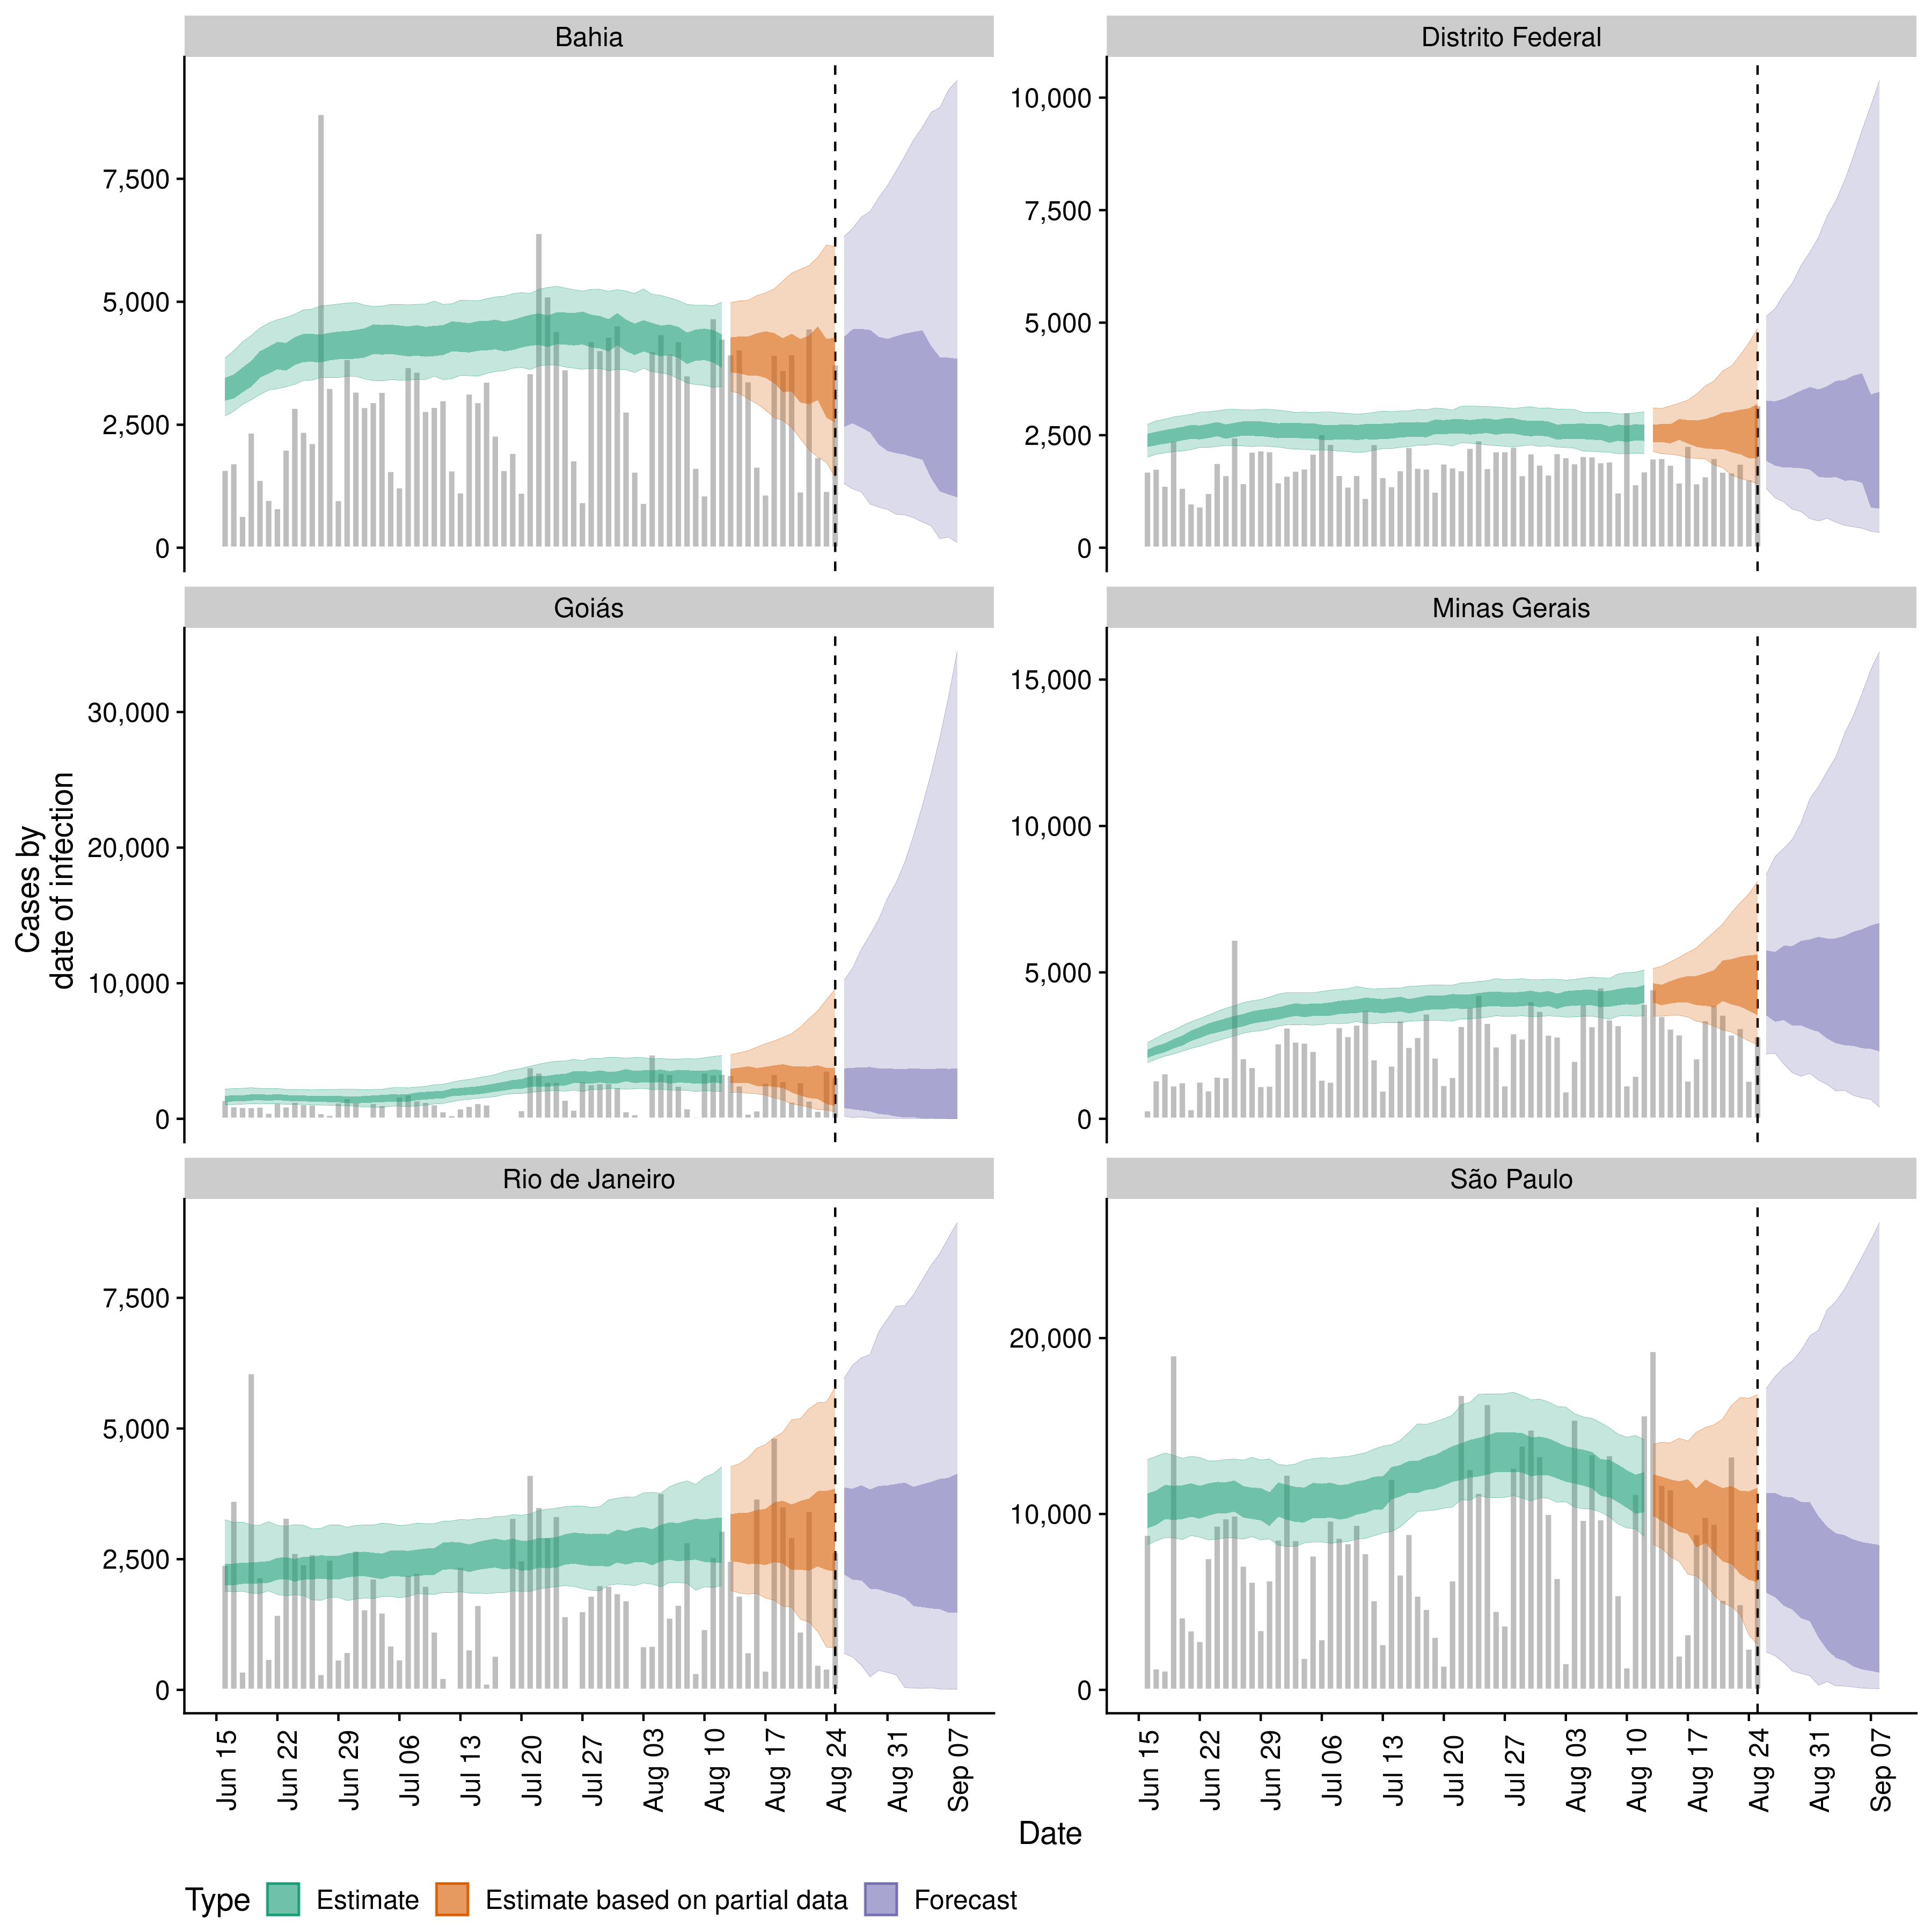 Bahia
Distrito Federal
7,500
5,000
2,500
0
10,000
7,500
5,000
2,500
0
Goiás
Minas Gerais
30,000
20,000
10,000
0
15,000
10,000
5,000
0
Cases by
date of infection
Rio de Janeiro
São Paulo
7,500
5,000
2,500
0
20,000
10,000
0
Jun 15
Jun 22
Jun 29
Jul 06
Jul 13
Jul 20
Jul 27
Aug 03
Aug 10
Aug 17
Aug 24
Aug 31
Sep 07
Jun 15
Jun 22
Jun 29
Jul 06
Jul 13
Jul 20
Jul 27
Aug 03
Aug 10
Aug 17
Aug 24
Aug 31
Sep 07
Date
Type Estimate Estimate based on partial data Forecast